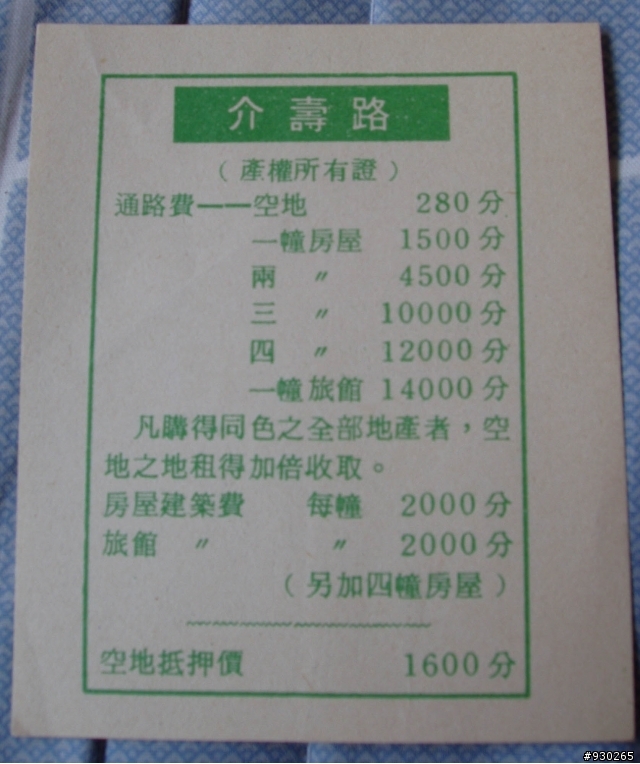 介壽路
（產權所有證）
通路費——空地 280分
一幢房屋 1500分
兩 〃 4500分
三 〃 10000分
四 〃 12000分
一幢旅館 14000分
凡購得同色之全部地產者，空
地之地租得加倍收取。
房屋建築費 每幢 2000分
旅館 〃 〃 2000分
（另加四幢房屋）
空地抵押價 1600分
#930265